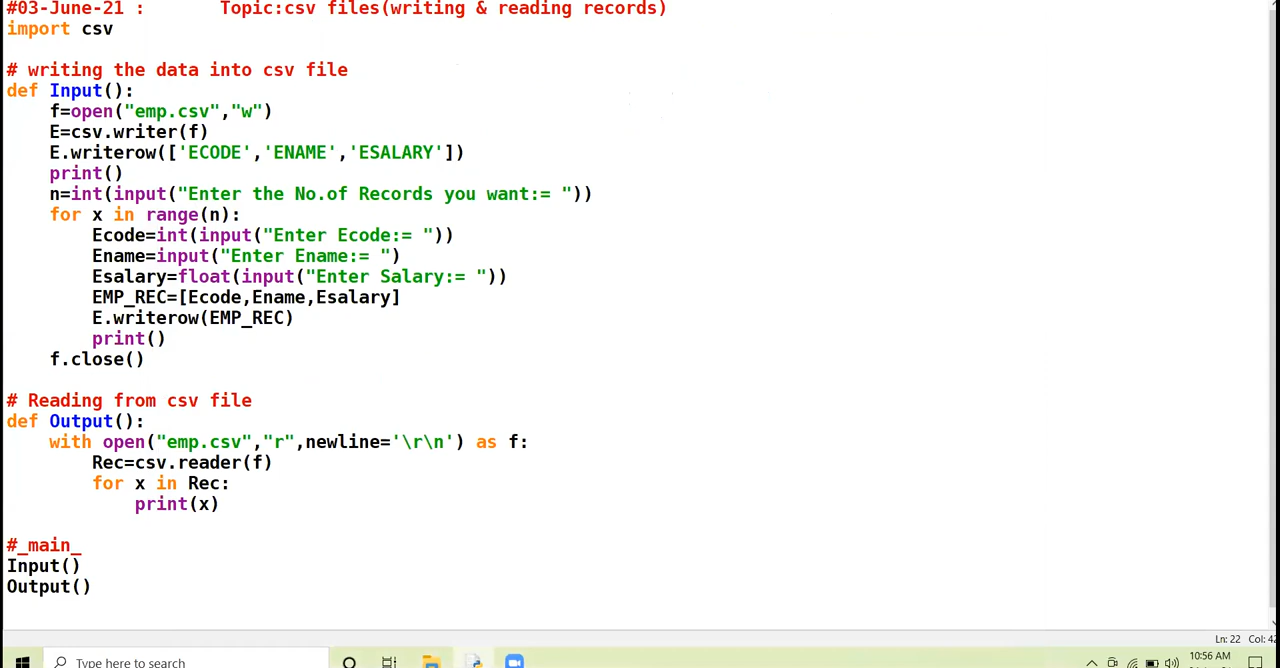 #03-June-21 :       Topic:csv files(writing & reading records)
import csv

# writing the data into csv file
def Input():
    f=open("emp.csv","w")
    E=csv.writer(f)
    E.writerow(['ECODE','ENAME','ESALARY'])
    print()
    n=int(input("Enter the No.of Records you want:= "))
    for x in range(n):
        Ecode=int(input("Enter Ecode:= "))
        Ename=input("Enter Ename:= ")
        Esalary=float(input("Enter Salary:= "))
        EMP_REC=[Ecode,Ename,Esalary]
        E.writerow(EMP_REC)
        print()
    f.close()

# Reading from csv file
def Output():
    with open("emp.csv","r",newline='\r\n') as f:
        Rec=csv.reader(f)
        for x in Rec:
            print(x)

#_main_
Input()
Output()
Ln: 22 Col: 42
Type here to search
10:56 AM